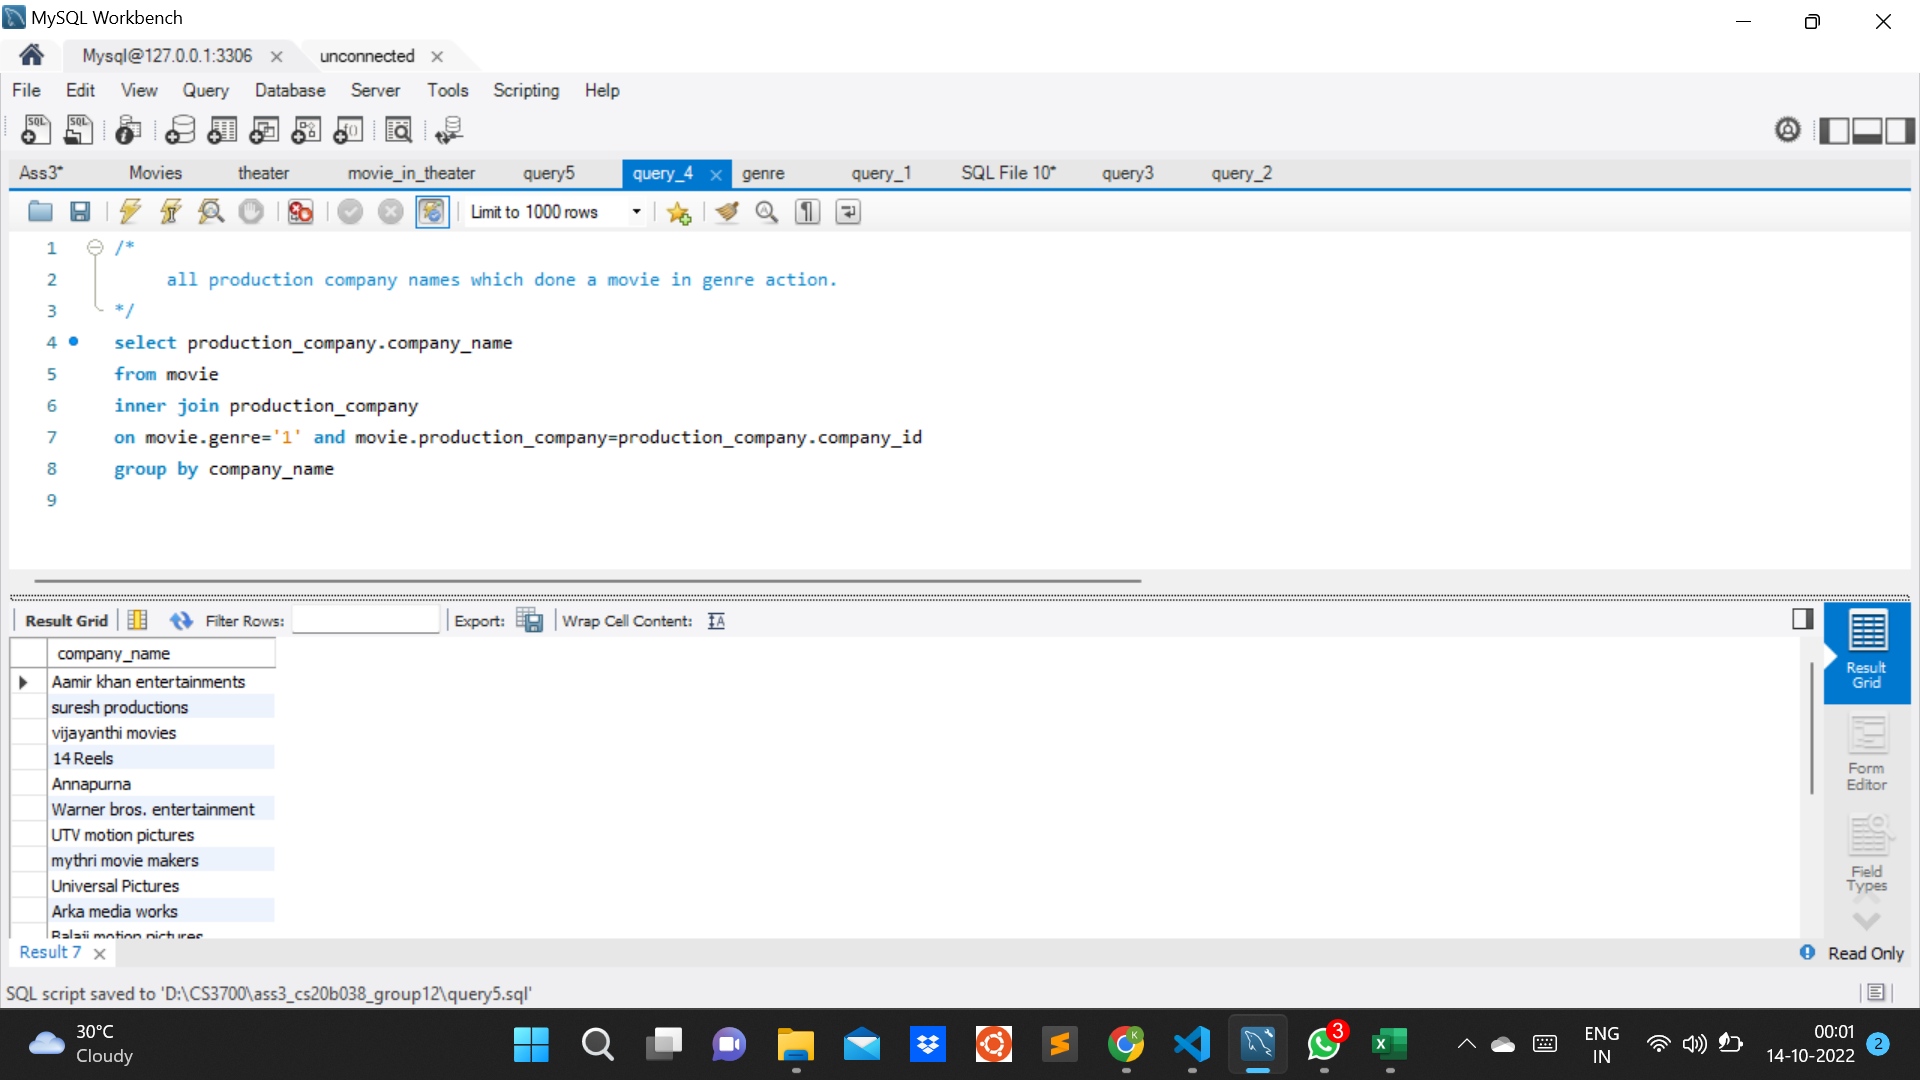 MySQL Workbench
Mysql@127.0.0.1:3306
unconnected
File Edit View Query Database Server Tools Scripting Help
Ass3* Movies theater movie_in_theater query5 query_4 genre query_1 SQL File 10* query3 query_2
Limit to 1000 rows
1 /*
2 all production company names which done a movie in genre action.
3 */
4 select production_company.company_name
5 from movie
6 inner join production_company
7 on movie.genre='1' and movie.production_company=production_company.company_id
8 group by company_name
9
Result Grid Filter Rows: Export: Wrap Cell Content:
company_name
Aamir khan entertainments
suresh productions
vijayanthi movies
14 Reels
Annapurna
Warner bros. entertainment
UTV motion pictures
mythri movie makers
Universal Pictures
Arka media works
Balaji motion pictures
Result
Grid
Form
Editor
Field
Types
Result 7
Read Only
SQL script saved to 'D:\CS3700\ass3_cs20b038_group12\query5.sql'
30°C
Cloudy
3
ENG
IN
00:01
14-10-2022
2